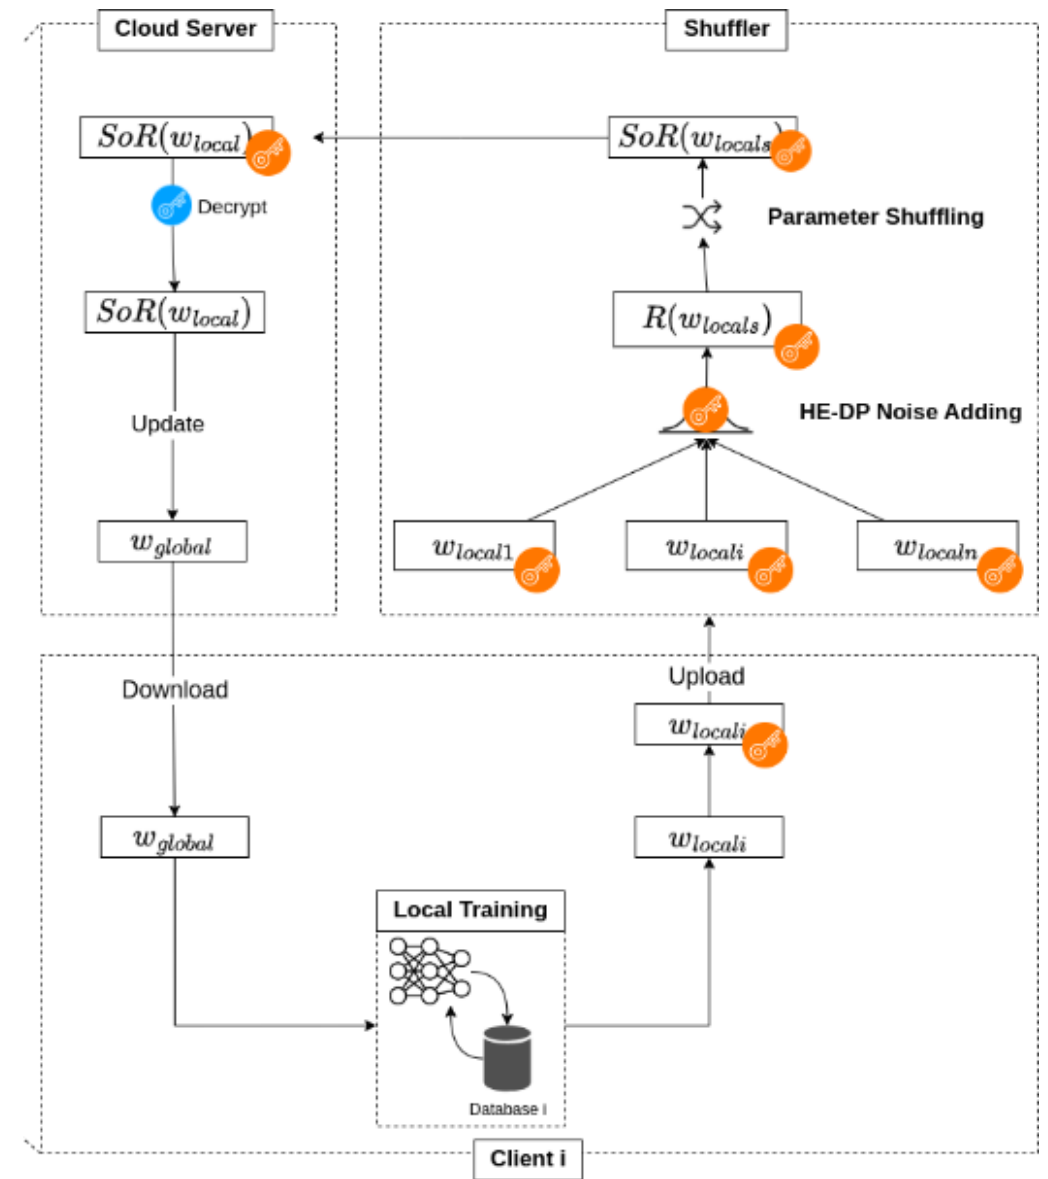 Cloud Server
SoR(w_local)
Decrypt
SoR(w_local)
Update
w_global
Shuffler
SoR(w_locals)
Parameter Shuffling
R(w_locals)
HE-DP Noise Adding
w_local1 w_locali w_localn
Download
w_global
Upload
w_locali
w_locali
Local Training
Database i
Client i